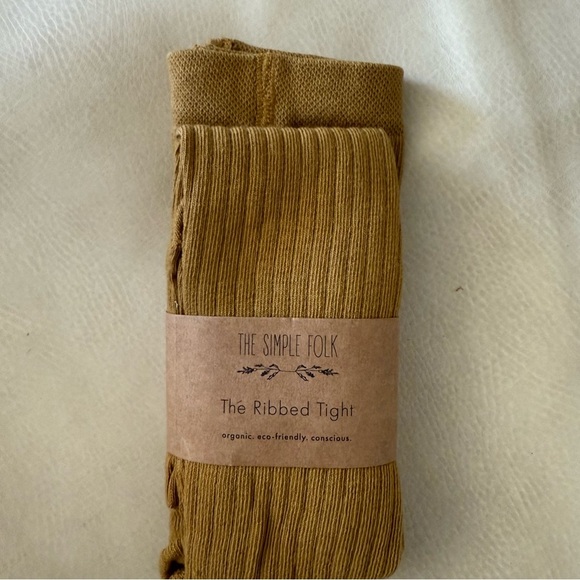 THE SIMPLE FOLK
The Ribbed Tight
organic. eco-friendly. conscious.